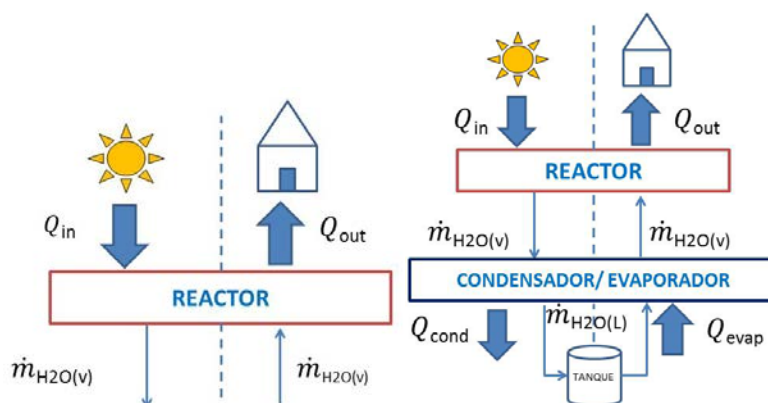 Q_in
Q_out
REACTOR
ṁ_H2O(v)
ṁ_H2O(v)
Q_in
Q_out
REACTOR
ṁ_H2O(v)
ṁ_H2O(v)
CONDENSADOR/ EVAPORADOR
Q_cond
ṁ_H2O(L)
Q_evap
TANQUE